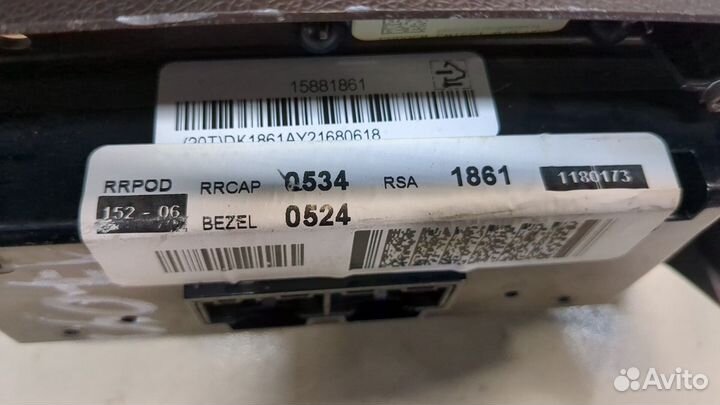 15881861
(20T)DK1861AY21680618
RRPOD RRCAP 0534 RSA 1861 1180173
152-06 BEZEL 0524
Avito